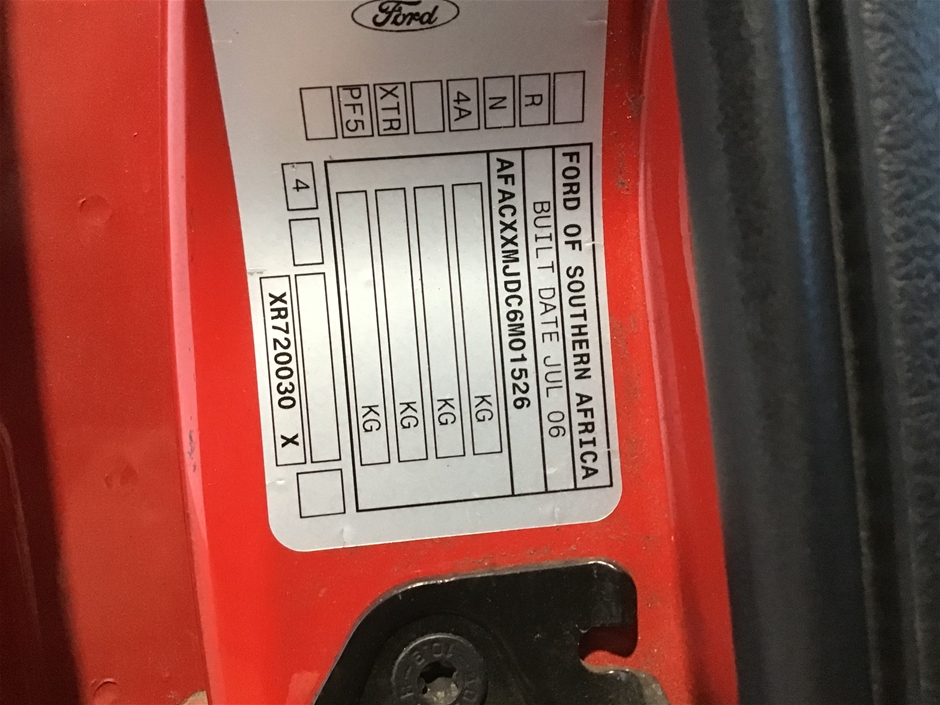 Ford
R
N
4A
XTR
PF5
FORD OF SOUTHERN AFRICA
BUILT DATE JUL 06
AFACXXMJDC6M01526
KG
KG
KG
KG
4
XR720030 X